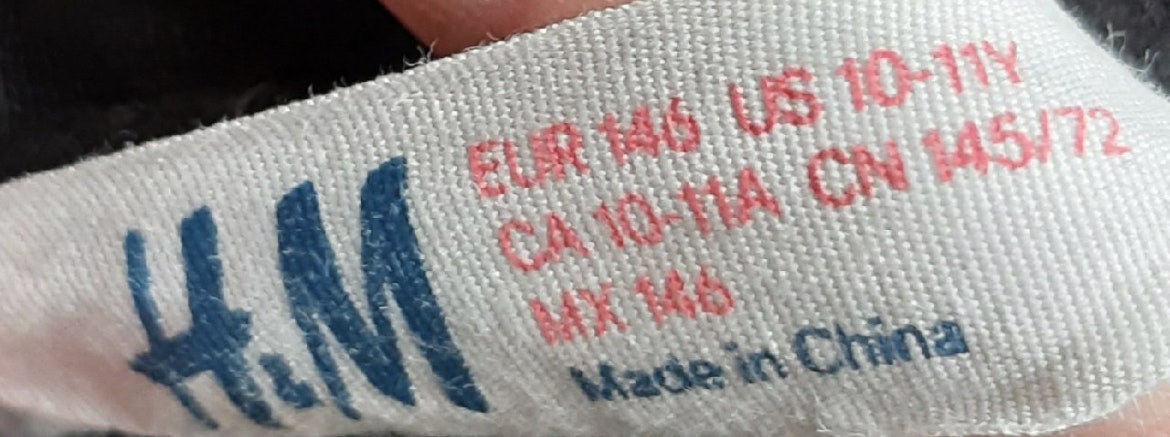 H&M
EUR 146 US 10-11Y
CA 10-11A CN 145/72
MX 146
Made in China